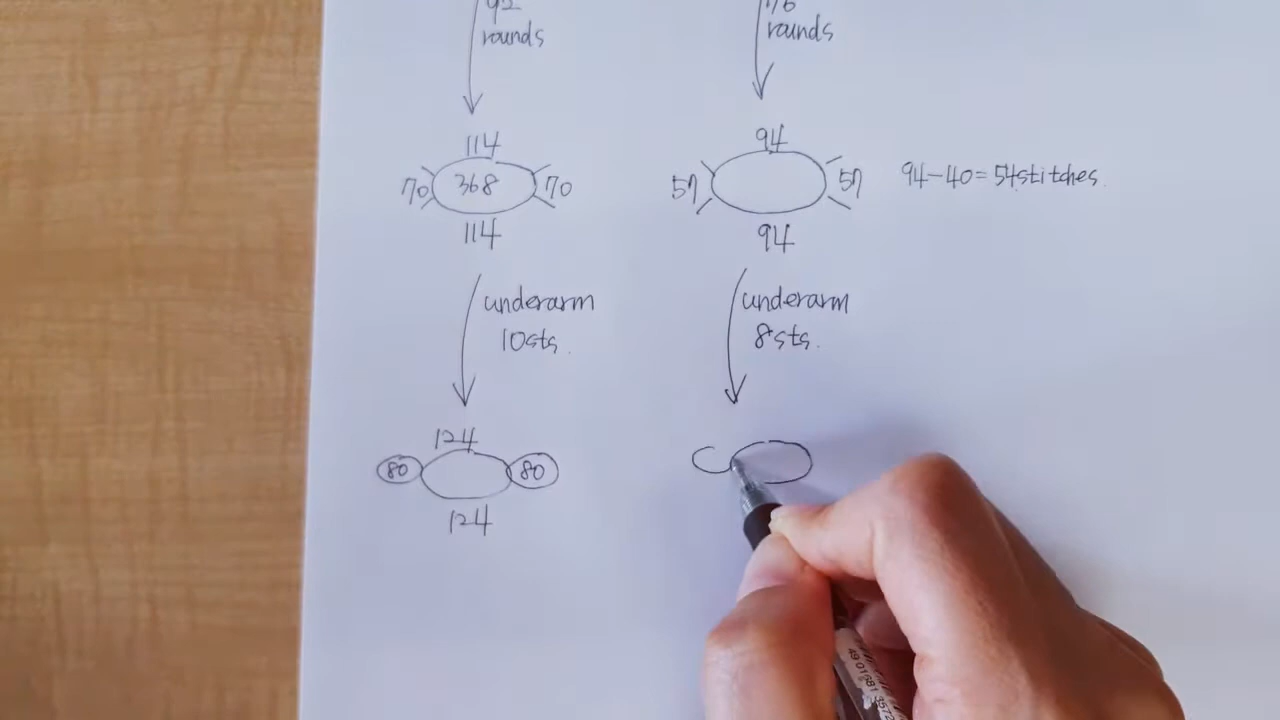 92
rounds
114
70 368 70
114
underarm
10sts.
124
80 80
124
rounds
94
57 57
94
94-40=54stitches.
underarm
8sts.